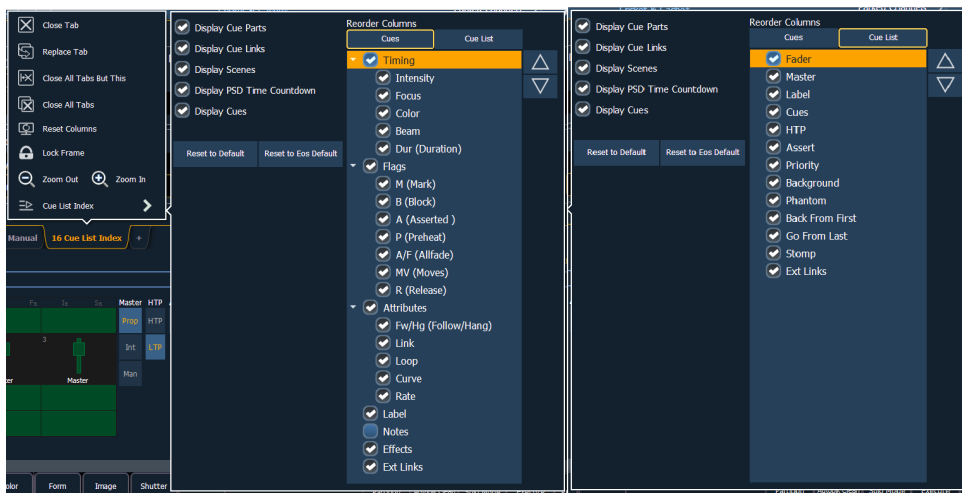 Close Tab
Replace Tab
Close All Tabs But This
Close All Tabs
Reset Columns
Lock Frame
Zoom Out Zoom In
Cue List Index
Manual 16 Cue List Index +
Master HTP
Prop HTP
3
Int LTP
Man
Master
Form Image Shutter
Display Cue Parts
Display Cue Links
Display Scenes
Display PSD Time Countdown
Display Cues
Reset to Default Reset to Eos Default
Reorder Columns
Cues Cue List
Timing
Intensity
Focus
Color
Beam
Dur (Duration)
Flags
M (Mark)
B (Block)
A (Asserted )
P (Preheat)
A/F (Allfade)
MV (Moves)
R (Release)
Attributes
Fw/Hg (Follow/Hang)
Link
Loop
Curve
Rate
Label
Notes
Effects
Ext Links
Display Cue Parts
Display Cue Links
Display Scenes
Display PSD Time Countdown
Display Cues
Reset to Default Reset to Eos Default
Reorder Columns
Cues Cue List
Fader
Master
Label
Cues
HTP
Assert
Priority
Background
Phantom
Back From First
Go From Last
Stomp
Ext Links